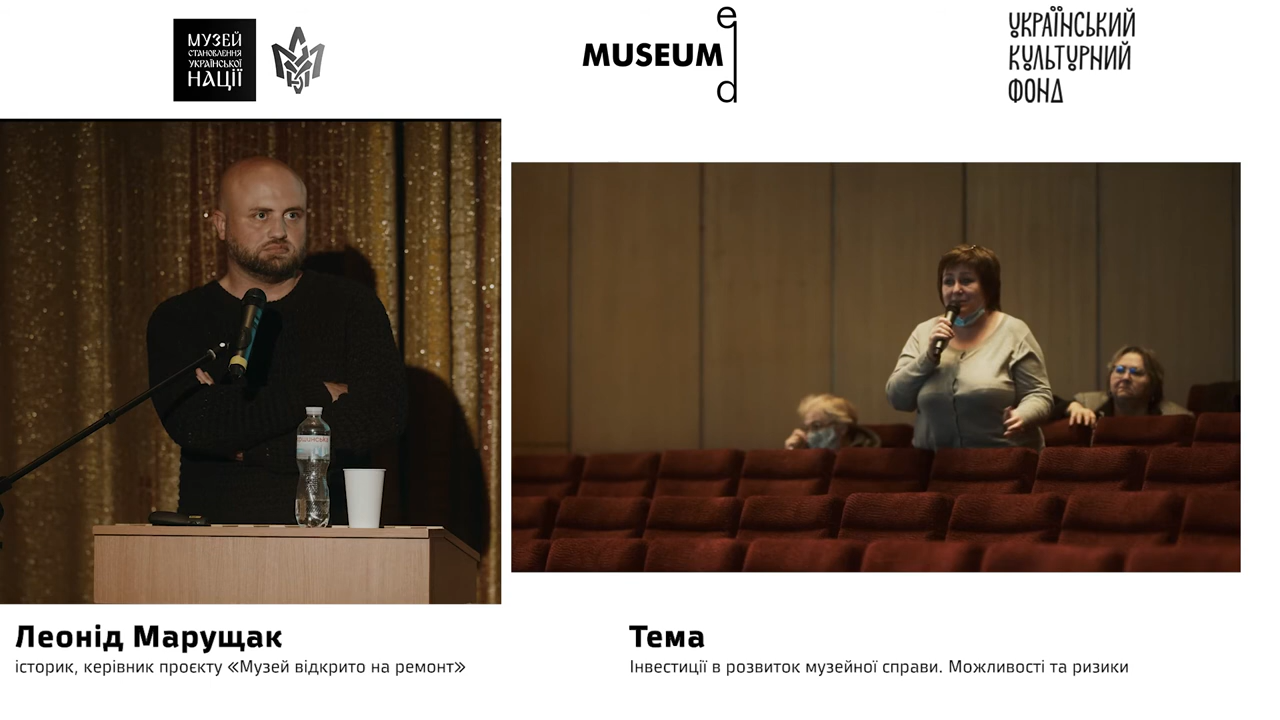 МУЗЕЙ
СТАНОВЛЕННЯ
УКРАЇНСЬКОЇ
НАЦІЇ
MUSEUM
ed
УКРАЇНСЬКИЙ
КУЛЬТУРНИЙ
ФОНД
Леонід Марущак
історик, керівник проєкту «Музей відкрито на ремонт»
Тема
Інвестиції в розвиток музейної справи. Можливості та ризики